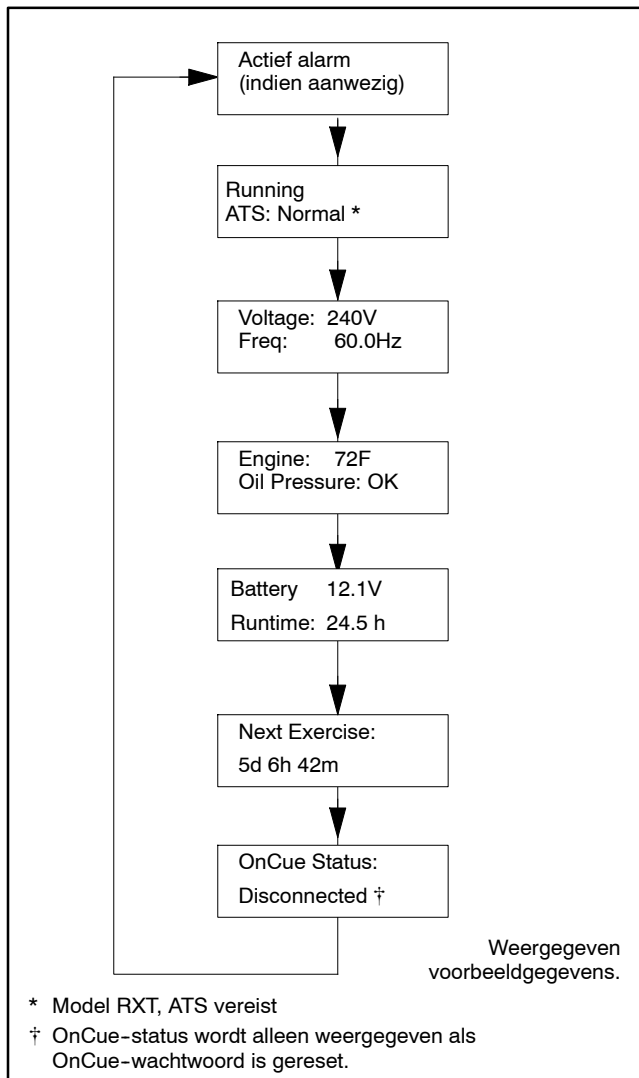 Actief alarm
(indien aanwezig)
Running
ATS: Normal *
Voltage: 240V
Freq: 60.0Hz
Engine: 72F
Oil Pressure: OK
Battery 12.1V
Runtime: 24.5 h
Next Exercise:
5d 6h 42m
OnCue Status:
Disconnected †
Weergegeven
voorbeeldgegevens.
* Model RXT, ATS vereist
† OnCue-status wordt alleen weergegeven als
OnCue-wachtwoord is gereset.